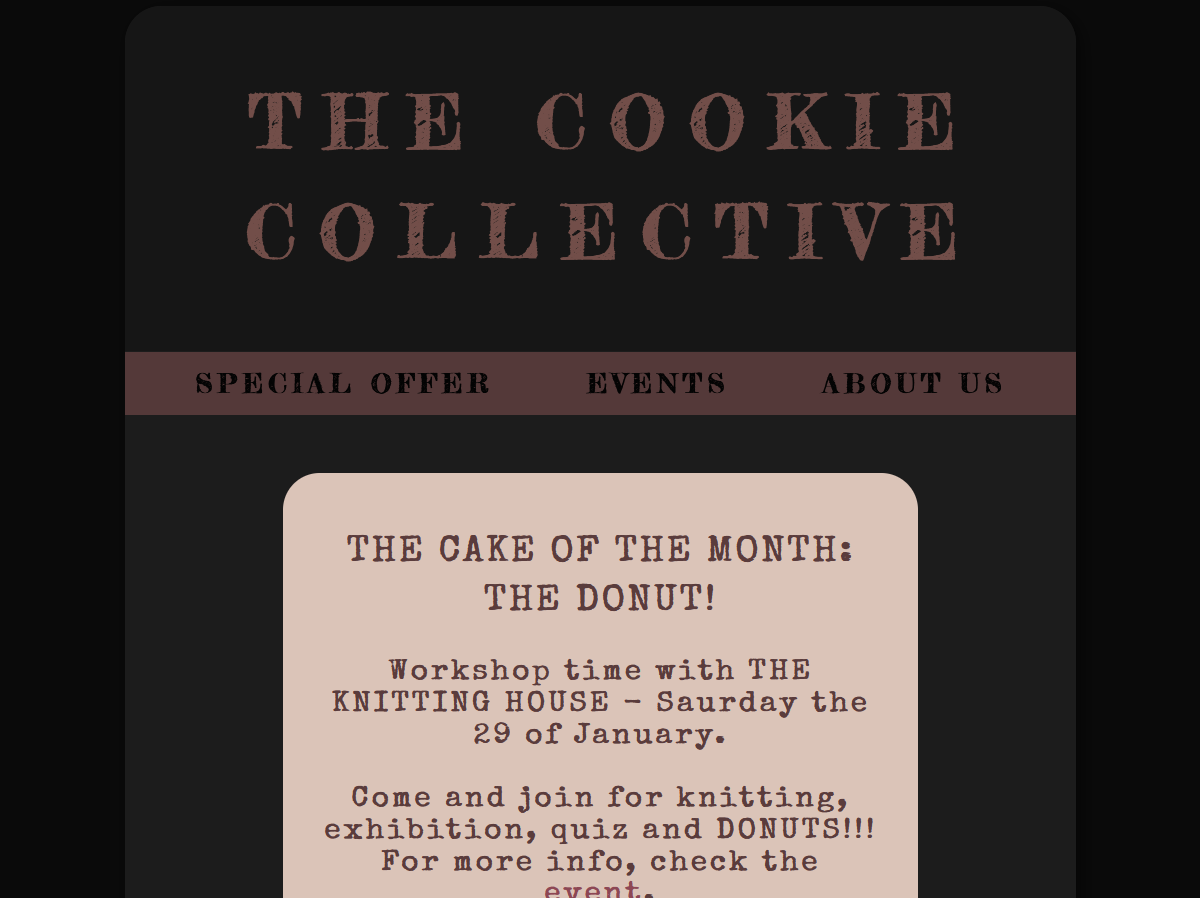 THE COOKIE
COLLECTIVE
SPECIAL OFFER EVENTS ABOUT US
THE CAKE OF THE MONTH:
THE DONUT!
Workshop time with THE
KNITTING HOUSE - Saurday the
29 of January.
Come and join for knitting,
exhibition, quiz and DONUTS!!!
For more info, check the
event.